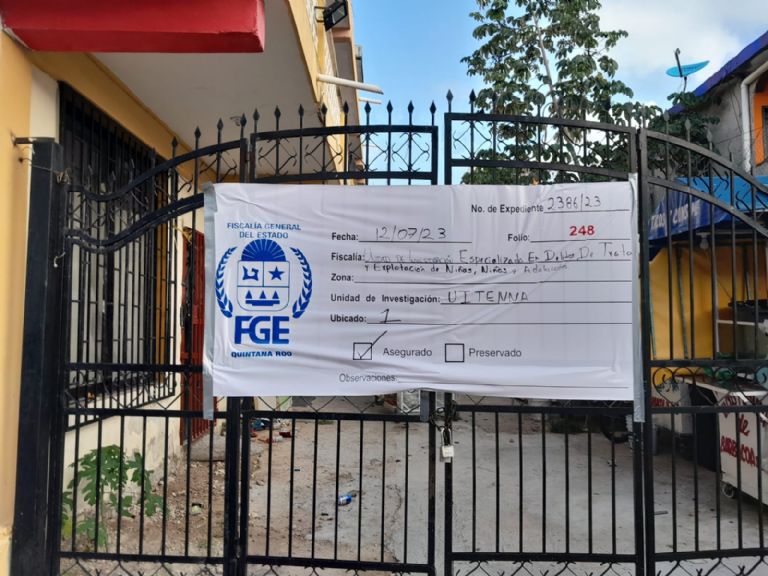 No. de Expediente 2386/23
FISCALÍA GENERAL
DEL ESTADO
FGE
QUINTANA ROO
Fecha: 12/07/23 Folio: 248
Fiscalía: de Especializado En Delitos De Trata
y Explotación de Niñas, Niños y
Zona:
Unidad de Investigación: UITENNA
Ubicado: 1
Asegurado Preservado
Observaciones: